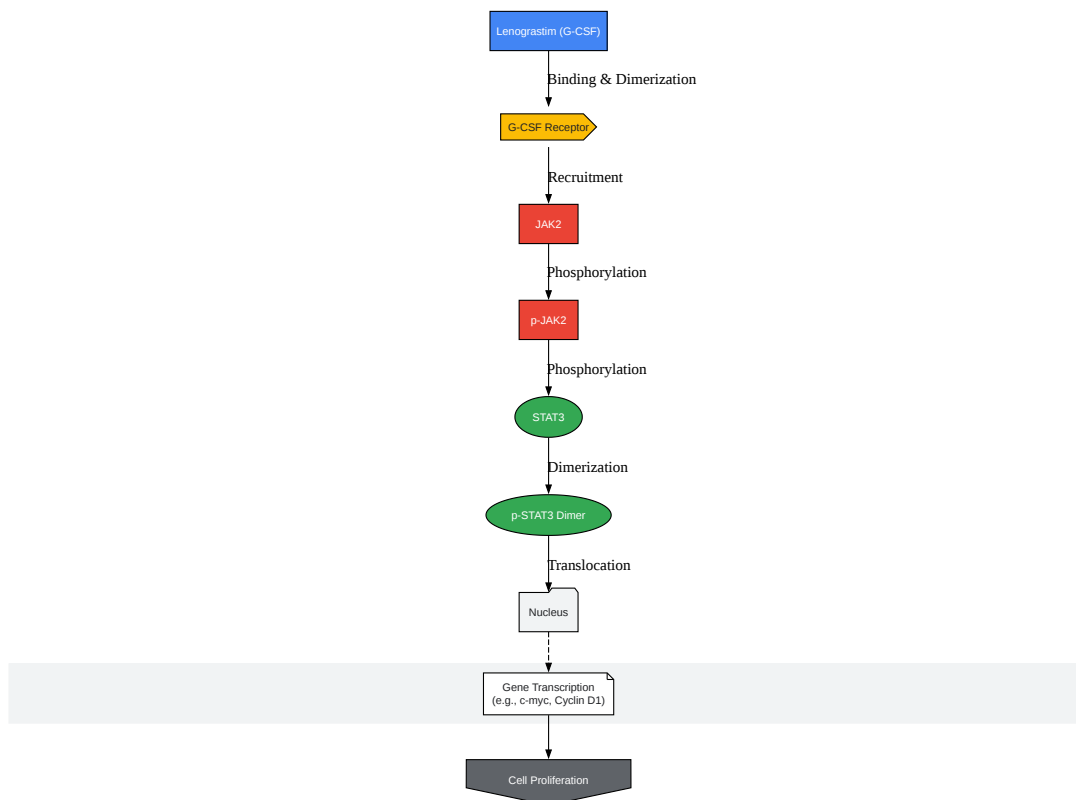 Lenograstim (G-CSF)
Binding & Dimerization
G-CSF Receptor
Recruitment
JAK2
Phosphorylation
p-JAK2
Phosphorylation
STAT3
Dimerization
p-STAT3 Dimer
Translocation
Nucleus
Gene Transcription
(e.g., c-myc, Cyclin D1)
Cell Proliferation